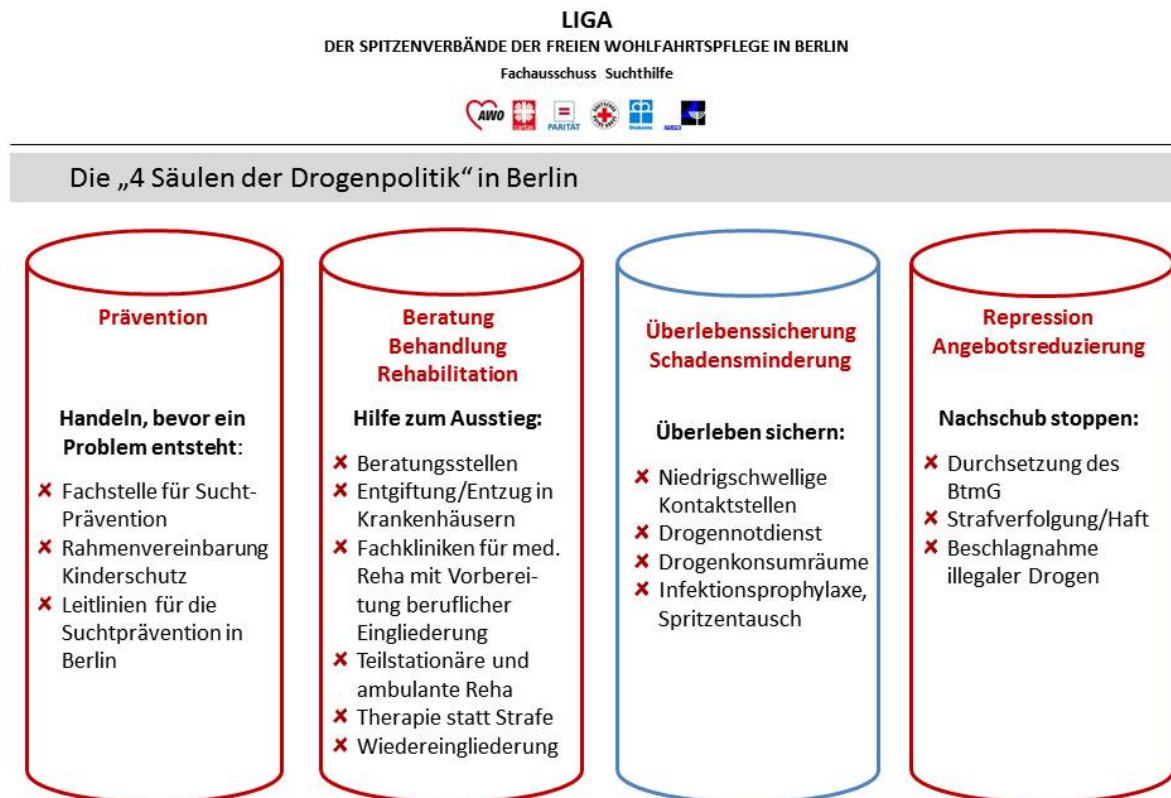 LIGA
DER SPITZENVERBÄNDE DER FREIEN WOHLFAHRTSPFLEGE IN BERLIN
Fachausschuss Suchthilfe
AWO
PARITÄT
Die „4 Säulen der Drogenpolitik“ in Berlin
Prävention
Handeln, bevor ein
Problem entsteht:
✘ Fachstelle für Sucht-
Prävention
✘ Rahmenvereinbarung
Kinderschutz
✘ Leitlinien für die
Suchtprävention in
Berlin
Beratung
Behandlung
Rehabilitation
Hilfe zum Ausstieg:
✘ Beratungsstellen
✘ Entgiftung/Entzug in
Krankenhäusern
✘ Fachkliniken für med.
Reha mit Vorberei-
tung beruflicher
Eingliederung
✘ Teilstationäre und
ambulante Reha
✘ Therapie statt Strafe
✘ Wiedereingliederung
Überlebenssicherung
Schadensminderung
Überleben sichern:
✘ Niedrigschwellige
Kontaktstellen
✘ Drogennotdienst
✘ Drogenkonsumräume
✘ Infektionsprophylaxe,
Spritzentausch
Repression
Angebotsreduzierung
Nachschub stoppen:
✘ Durchsetzung des
BtmG
✘ Strafverfolgung/Haft
✘ Beschlagnahme
illegaler Drogen